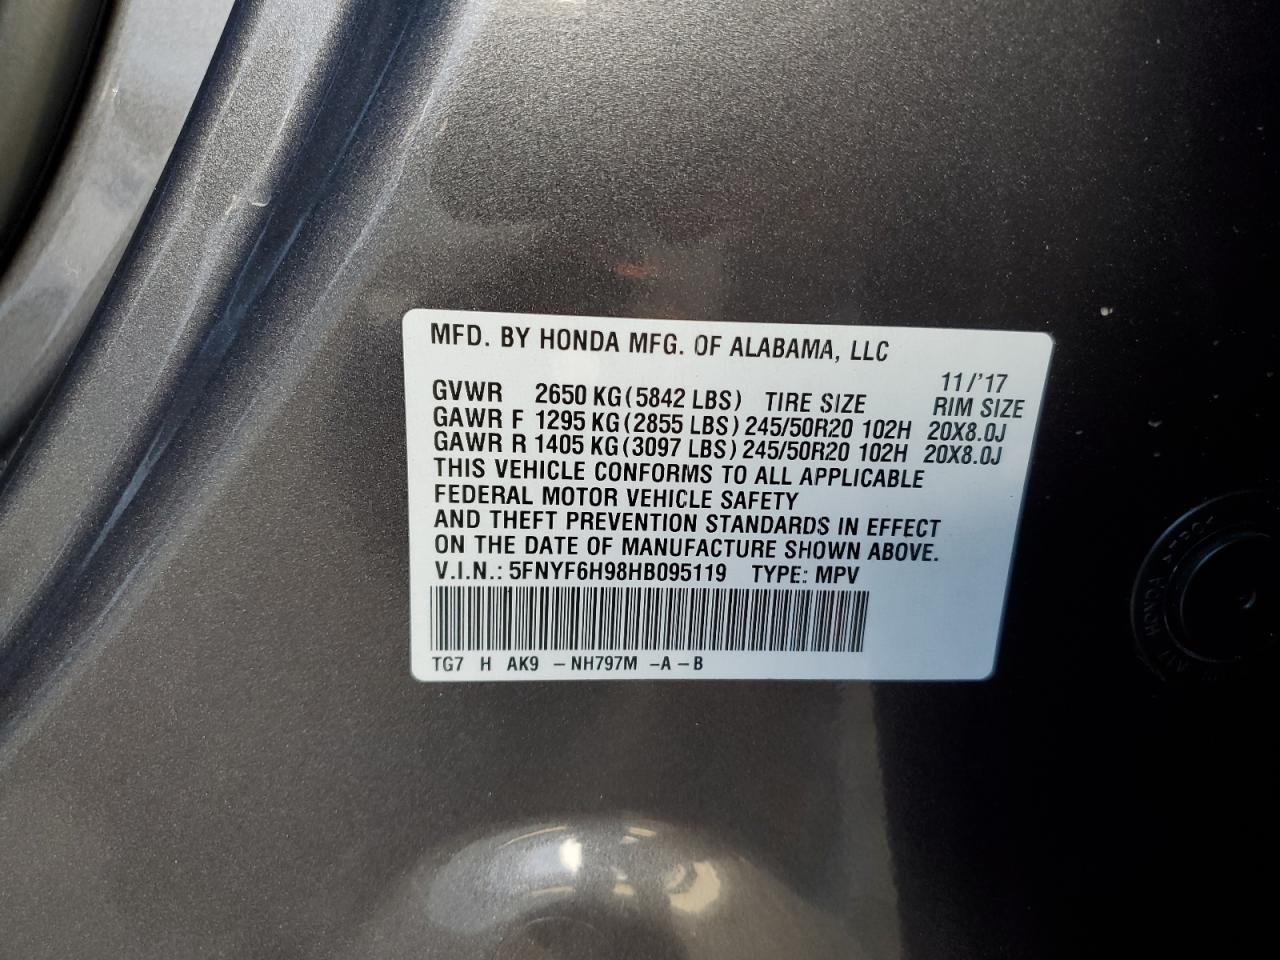 MFD. BY HONDA MFG. OF ALABAMA, LLC
11/'17
GVWR 2650 KG (5842 LBS) TIRE SIZE RIM SIZE
GAWR F 1295 KG (2855 LBS) 245/50R20 102H 20X8.0J
GAWR R 1405 KG (3097 LBS) 245/50R20 102H 20X8.0J
THIS VEHICLE CONFORMS TO ALL APPLICABLE
FEDERAL MOTOR VEHICLE SAFETY
AND THEFT PREVENTION STANDARDS IN EFFECT
ON THE DATE OF MANUFACTURE SHOWN ABOVE.
V.I.N.: 5FNYF6H98HB095119 TYPE: MPV
TG7 H AK9 - NH797M - A - B